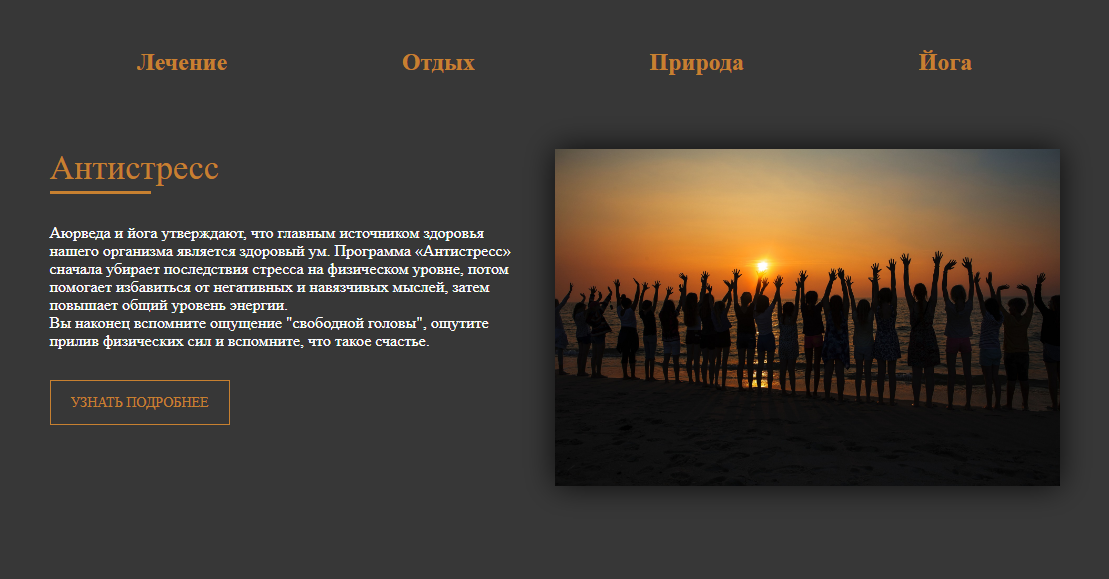 Лечение Отдых Природа Йога
Антистресс
Аюрведа и йога утверждают, что главным источником здоровья
нашего организма является здоровый ум. Программа «Антистресс»
сначала убирает последствия стресса на физическом уровне, потом
помогает избавиться от негативных и навязчивых мыслей, затем
повышает общий уровень энергии.
Вы наконец вспомните ощущение "свободной головы", ощутите
прилив физических сил и вспомните, что такое счастье.
УЗНАТЬ ПОДРОБНЕЕ